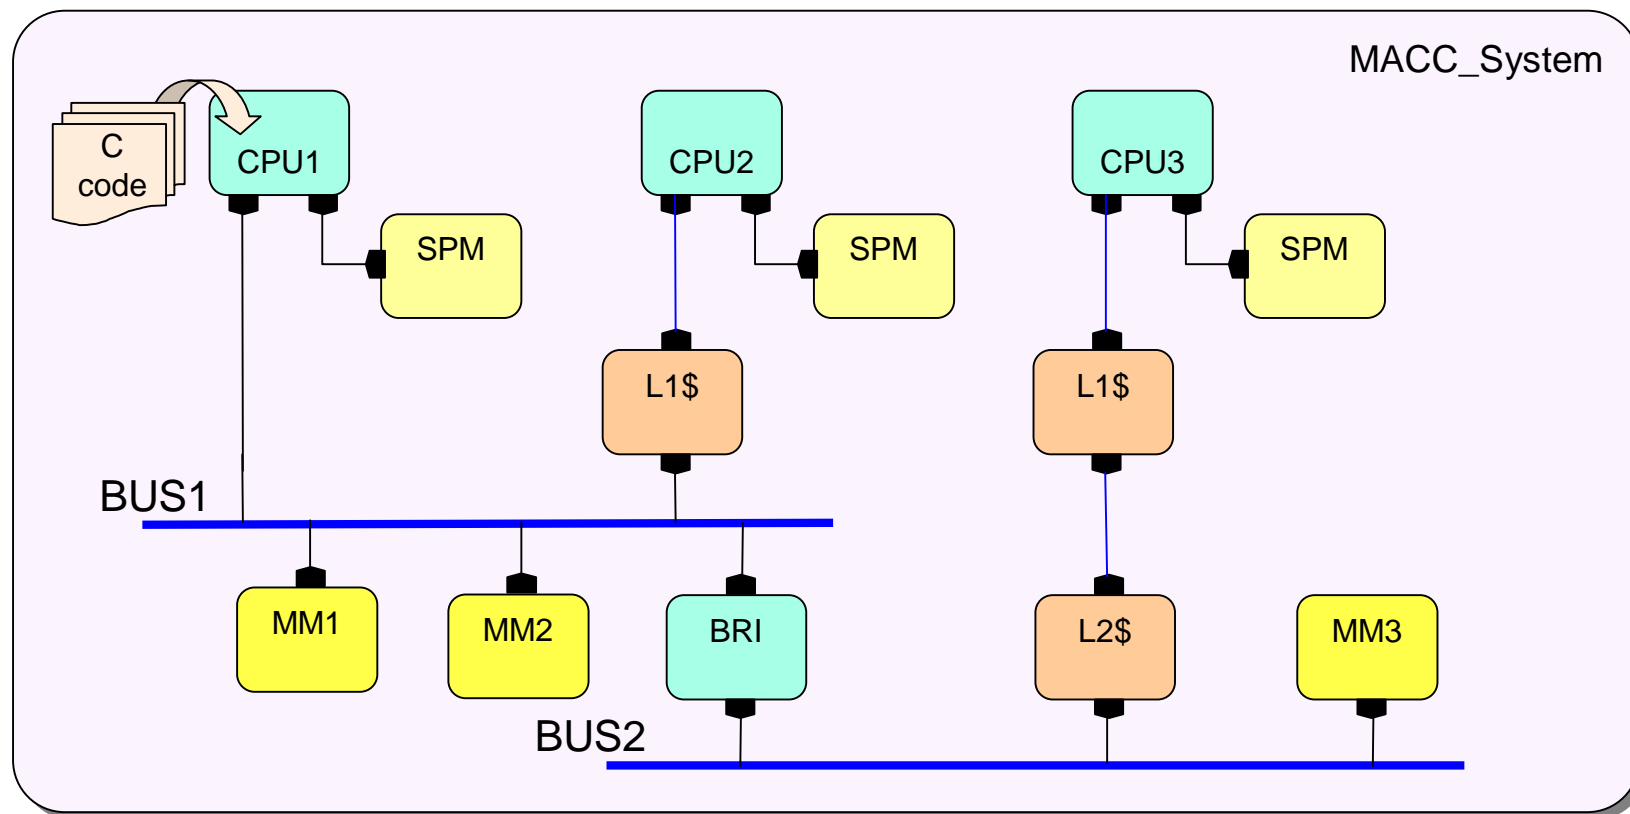 MACC_System
C
code
CPU1
CPU2
CPU3
SPM
SPM
SPM
L1$
L1$
BUS1
MM1
MM2
BRI
L2$
MM3
BUS2